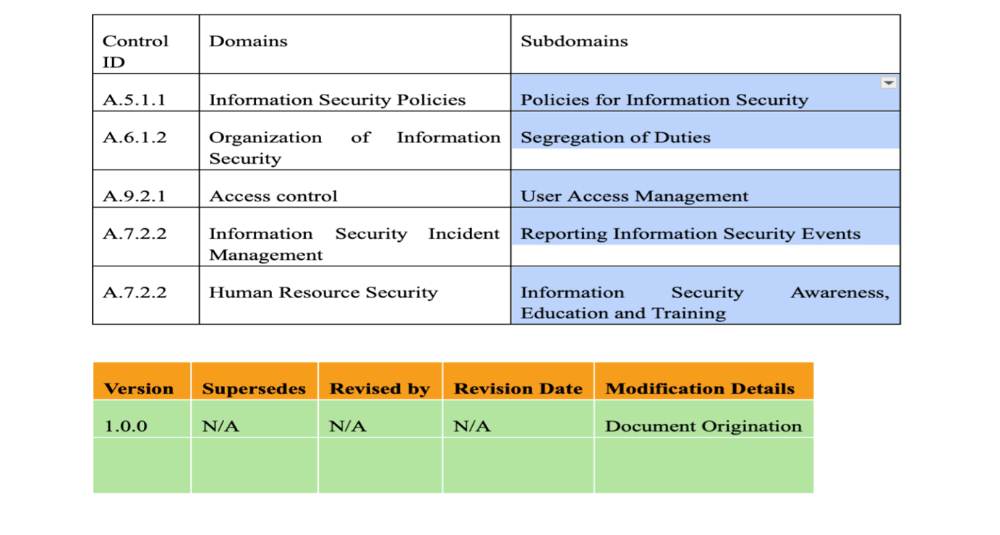 Control ID Domains Subdomains
A.5.1.1 Information Security Policies Policies for Information Security
A.6.1.2 Organization of Information Security Segregation of Duties
A.9.2.1 Access control User Access Management
A.7.2.2 Information Security Incident Management Reporting Information Security Events
A.7.2.2 Human Resource Security Information Security Awareness, Education and Training
Version Supersedes Revised by Revision Date Modification Details
1.0.0 N/A N/A N/A Document Origination